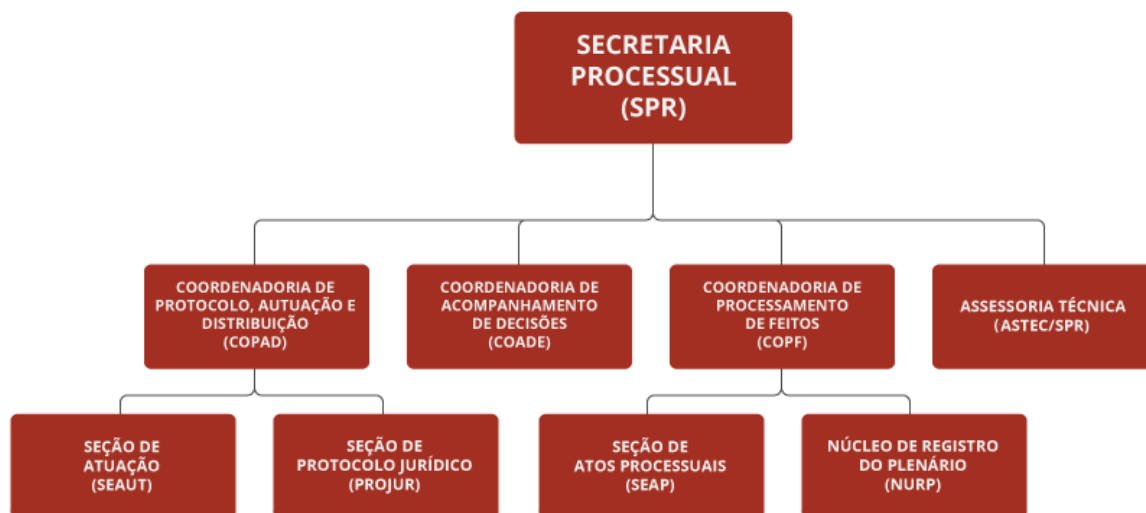 SECRETARIA
PROCESSUAL
(SPR)
COORDENADORIA DE
PROTOCOLO, AUTUAÇÃO E
DISTRIBUIÇÃO
(COPAD)
COORDENADORIA DE
ACOMPANHAMENTO
DE DECISÕES
(COADE)
COORDENADORIA DE
PROCESSAMENTO
DE FEITOS
(COPF)
ASSESSORIA TÉCNICA
(ASTEC/SPR)
SEÇÃO DE
ATUAÇÃO
(SEAUT)
SEÇÃO DE
PROTOCOLO JURÍDICO
(PROJUR)
SEÇÃO DE
ATOS PROCESSUAIS
(SEAP)
NÚCLEO DE REGISTRO
DO PLENÁRIO
(NURP)